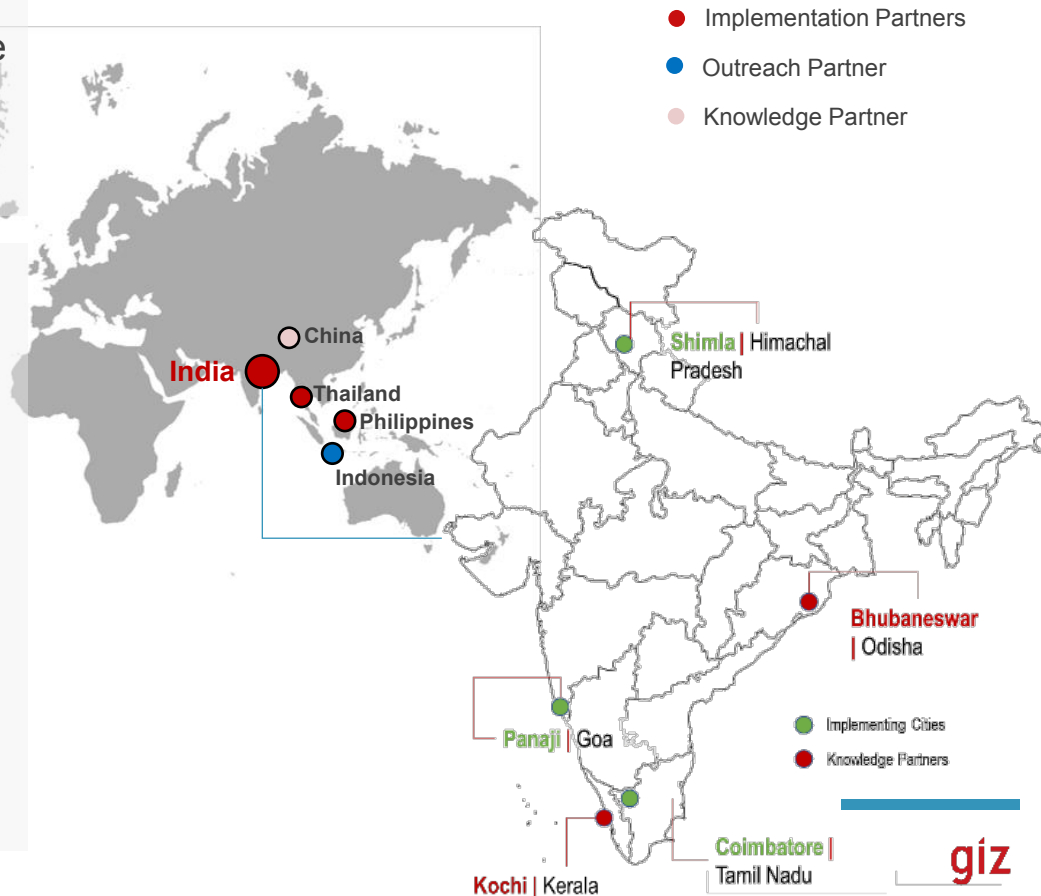 e
Implementation Partners
Outreach Partner
Knowledge Partner
China
India
Thailand
Philippines
Indonesia
Shimla | Himachal
Pradesh
Bhubaneswar
| Odisha
Panaji | Goa
Implementing Cities
Knowledge Partners
Coimbatore |
Tamil Nadu
Kochi | Kerala
giz